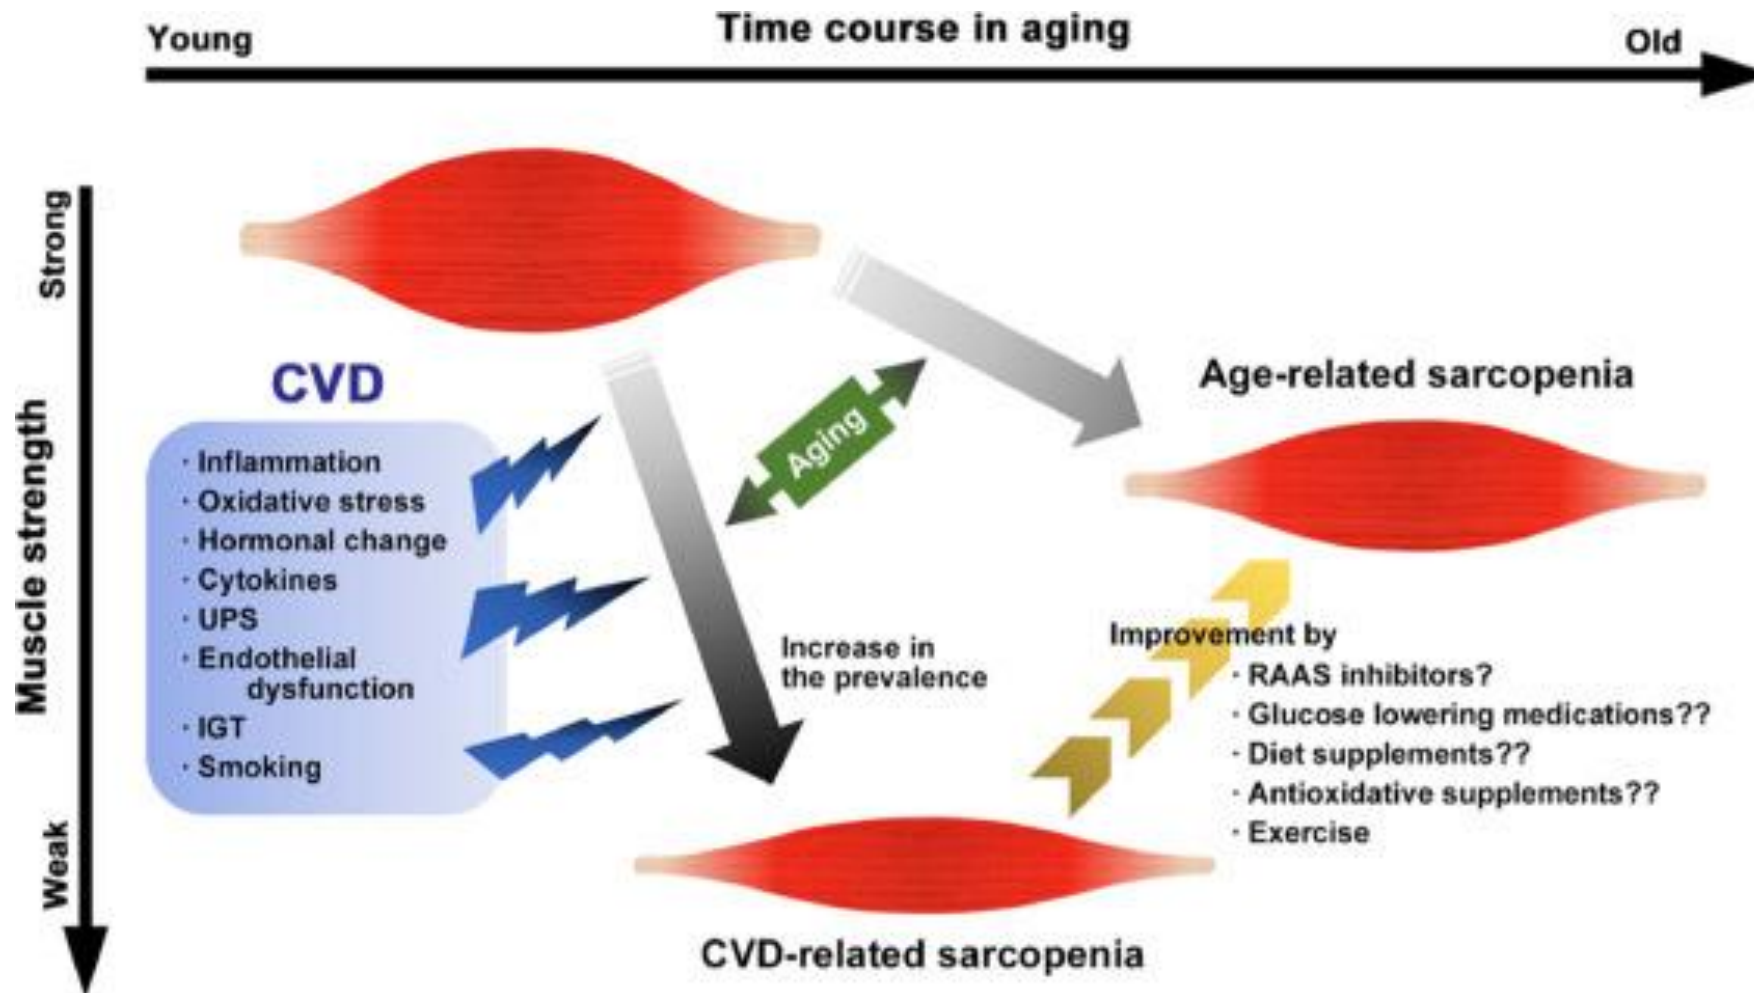 Time course in aging
Young
Old
Strong
Muscle strength
Weak
CVD
· Inflammation
· Oxidative stress
· Hormonal change
· Cytokines
· UPS
· Endothelial
dysfunction
· IGT
· Smoking
Aging
Increase in
the prevalence
Age-related sarcopenia
Improvement by
· RAAS inhibitors?
· Glucose lowering medications??
· Diet supplements??
· Antioxidative supplements??
· Exercise
CVD-related sarcopenia